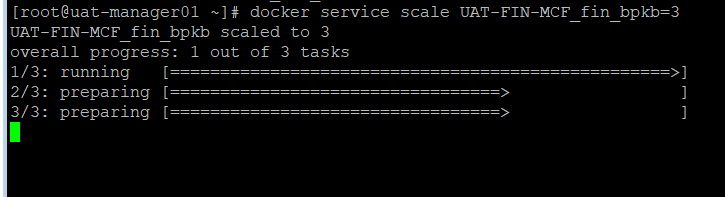 [root@uat-manager01 ~]# docker service scale UAT-FIN-MCF_fin_bpkb=3
UAT-FIN-MCF_fin_bpkb scaled to 3
overall progress: 1 out of 3 tasks
1/3: running   [==================================================>]
2/3: preparing [=================================>                 ]
3/3: preparing [=================================>                 ]